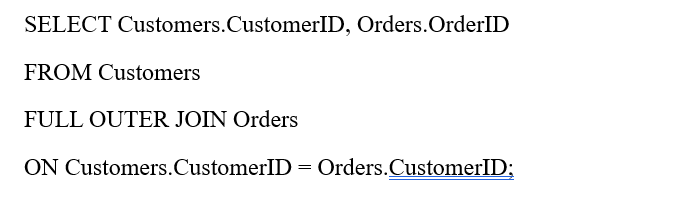 SELECT Customers.CustomerID, Orders.OrderID
FROM Customers
FULL OUTER JOIN Orders
ON Customers.CustomerID = Orders.CustomerID;